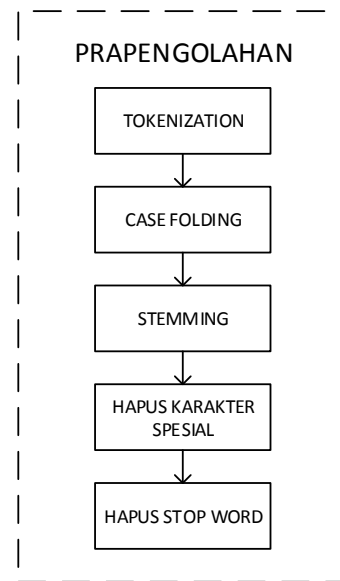 PRAPENGOLAHAN
TOKENIZATION
CASE FOLDING
STEMMING
HAPUS KARAKTER
SPESIAL
HAPUS STOP WORD